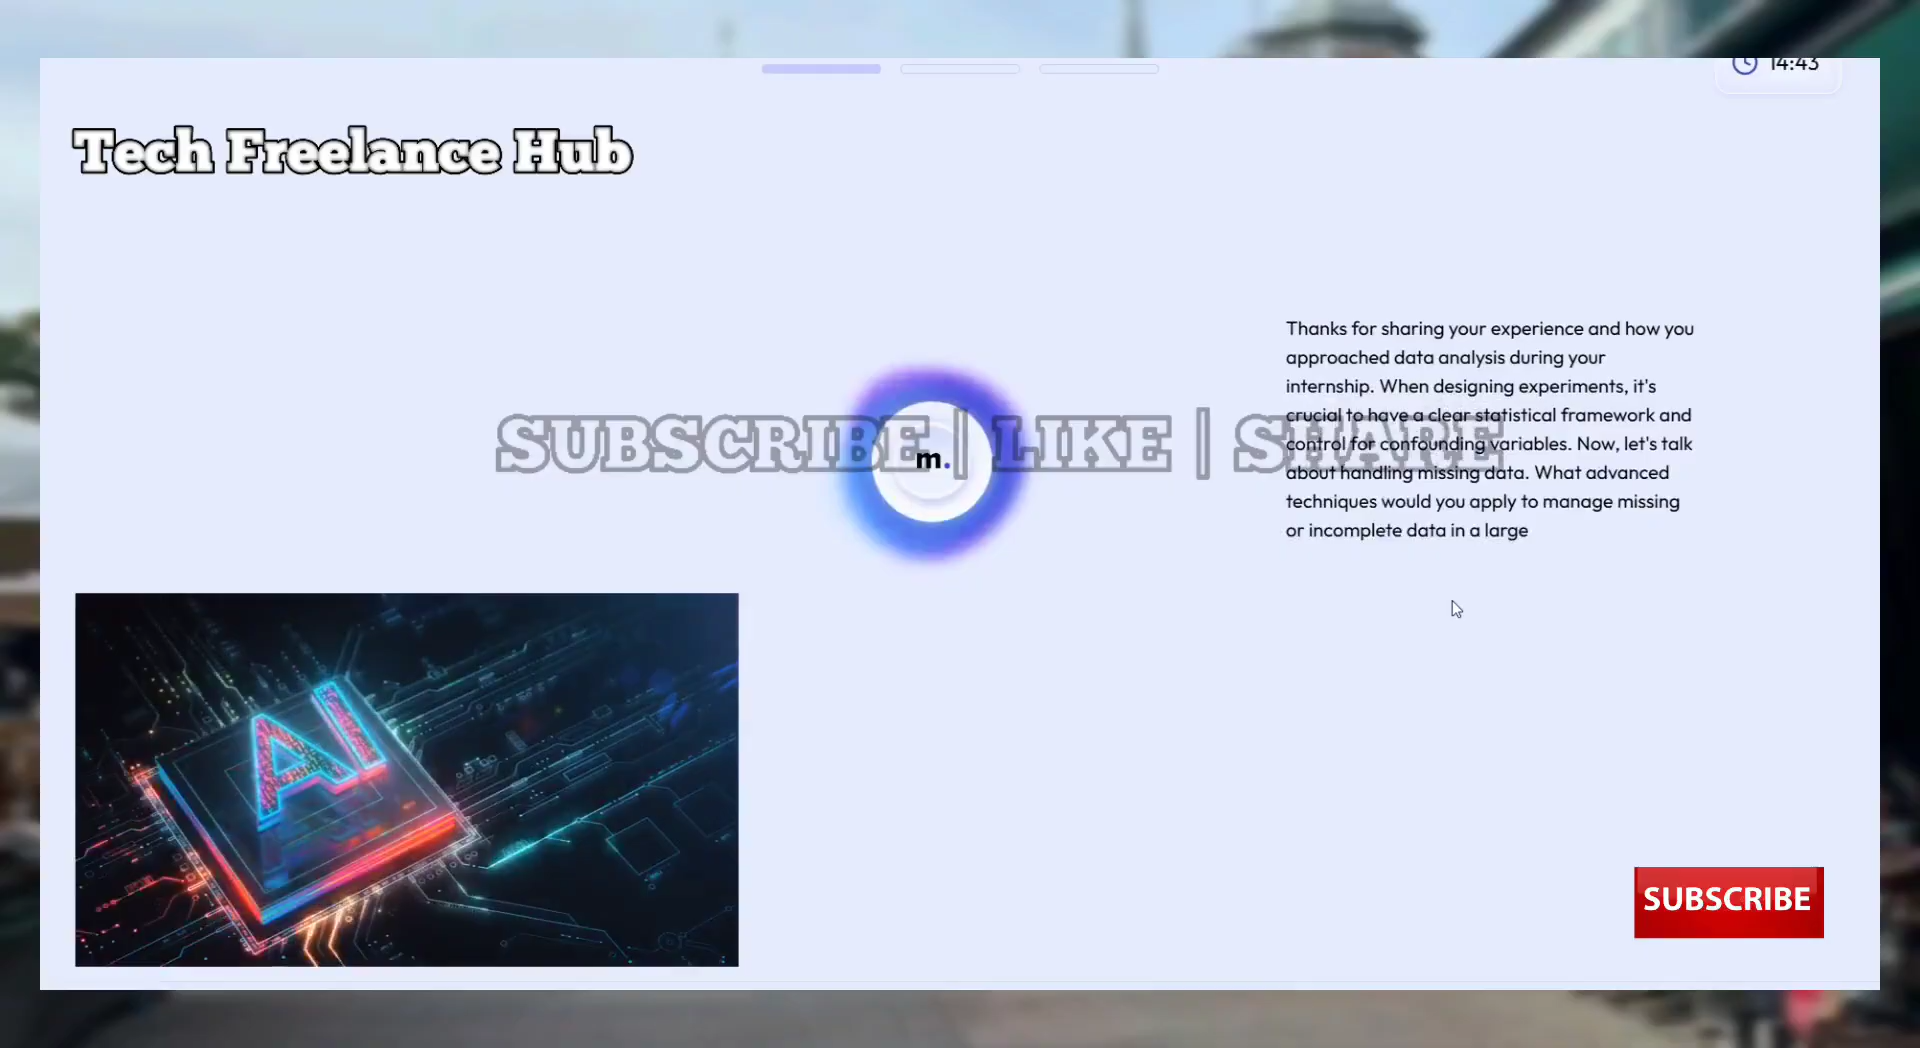 14:43
Tech Freelance Hub
Thanks for sharing your experience and how you
approached data analysis during your
internship. When designing experiments, it's
crucial to have a clear statistical framework and
control for confounding variables. Now, let's talk
about handling missing data. What advanced
techniques would you apply to manage missing
or incomplete data in a large
SUBSCRIBE | LIKE | SHARE
m.
AI
SUBSCRIBE